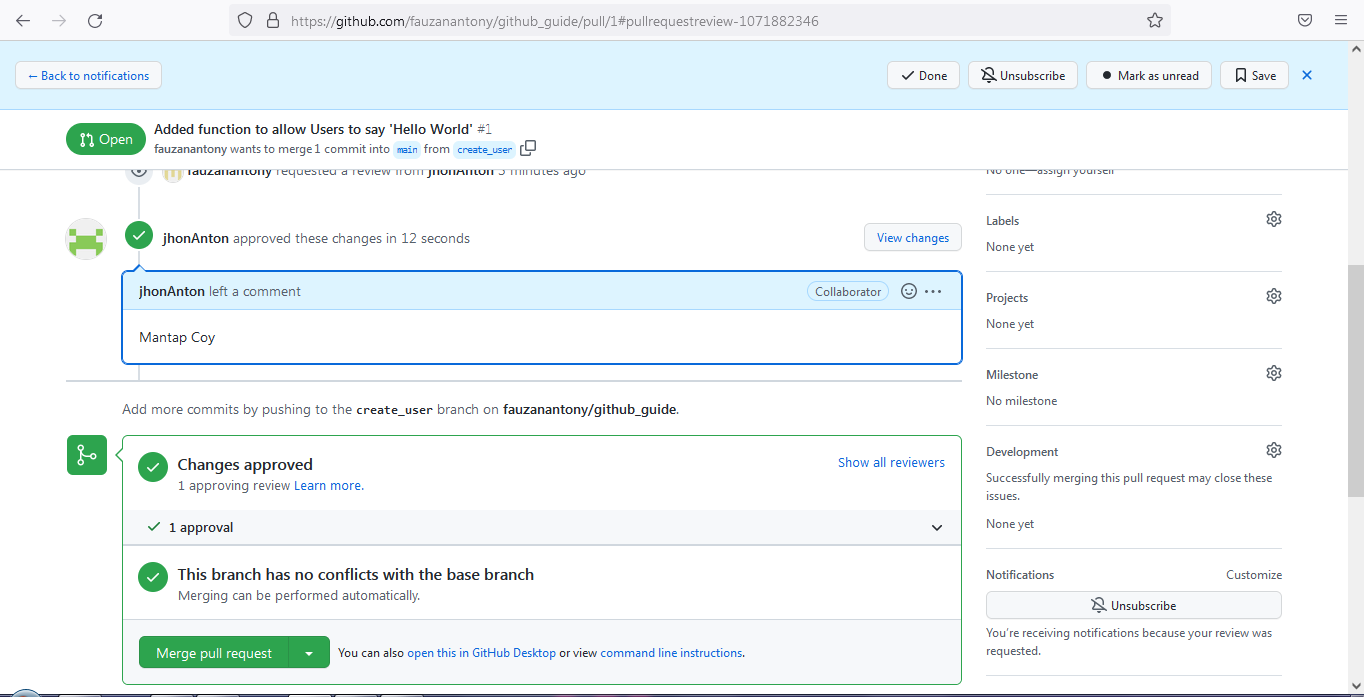 https://github.com/fauzanantony/github_guide/pull/1#pullrequestreview-1071882346
← Back to notifications
Done
Unsubscribe
Mark as unread
Save
Open
Added function to allow Users to say 'Hello World' #1
fauzanantony wants to merge 1 commit into main from create_user
fauzanantony requested a review from jhonAnton 5 minutes ago
No one—assign yourself
jhonAnton approved these changes in 12 seconds
View changes
jhonAnton left a comment
Collaborator
Mantap Coy
Add more commits by pushing to the create_user branch on fauzanantony/github_guide.
Changes approved
1 approving review Learn more.
Show all reviewers
1 approval
This branch has no conflicts with the base branch
Merging can be performed automatically.
Merge pull request
You can also open this in GitHub Desktop or view command line instructions.
Labels
None yet
Projects
None yet
Milestone
No milestone
Development
Successfully merging this pull request may close these
issues.
None yet
Notifications
Customize
Unsubscribe
You're receiving notifications because your review was
requested.